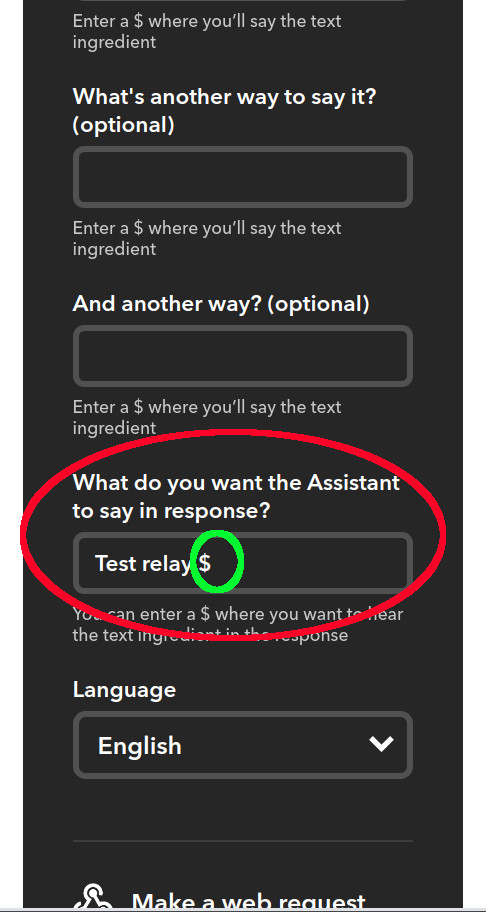 Enter a $ where you’ll say the text
ingredient
What's another way to say it?
(optional)
Enter a $ where you’ll say the text
ingredient
And another way? (optional)
Enter a $ where you’ll say the text
ingredient
What do you want the Assistant
to say in response?
Test relay $
You can enter a $ where you want to hear
the text ingredient in the response
Language
English
Make a web request